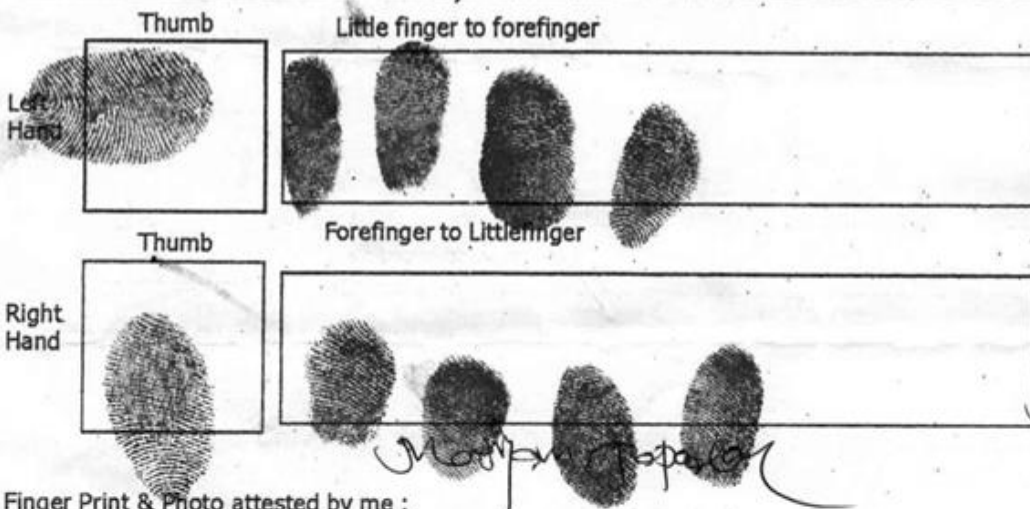 Thumb Little finger to forefinger
Left
Hand
Thumb Forefinger to Littlefinger
Right
Hand
Finger Print & Photo attested by me :